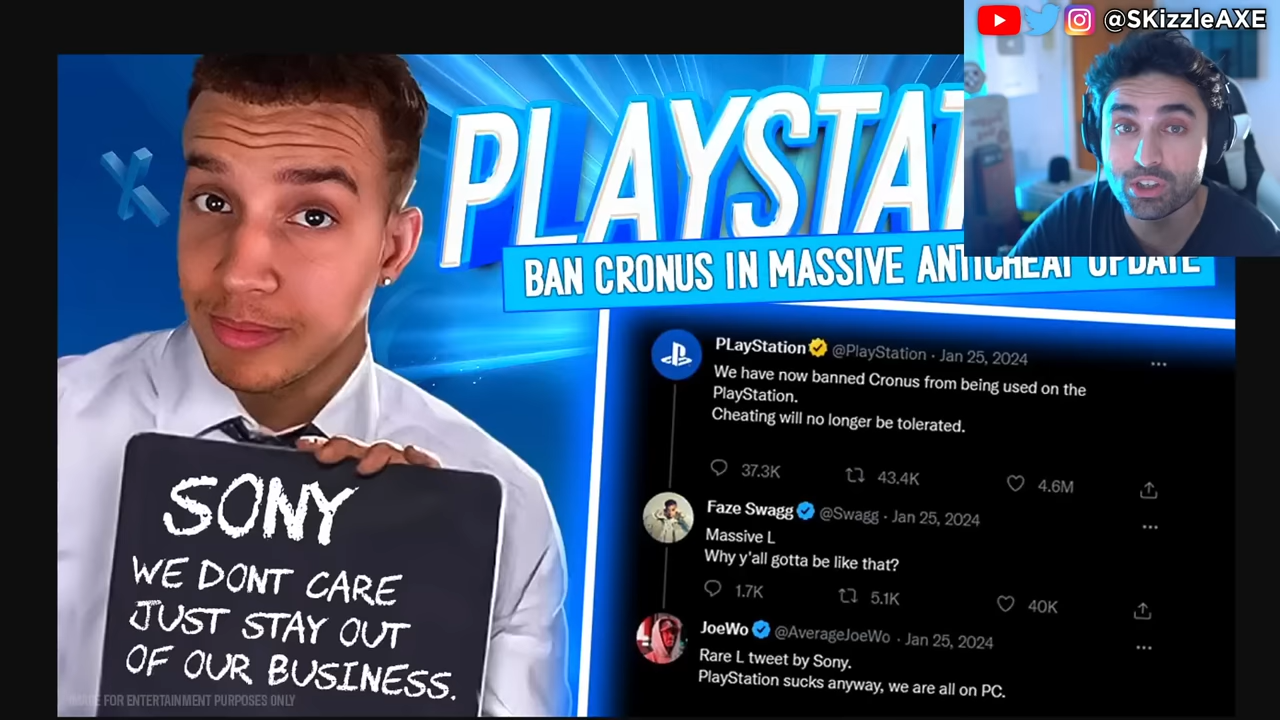 @SKizzleAXE
PLAYSTAT
BAN CRONUS IN MASSIVE ANTICHEAT UPDATE
PLayStation @PlayStation · Jan 25, 2024
We have now banned Cronus from being used on the
PlayStation.
Cheating will no longer be tolerated.
37.3K 43.4K 4.6M
Faze Swagg @Swagg · Jan 25, 2024
Massive L
Why y'all gotta be like that?
1.7K 5.1K 40K
JoeWo @AverageJoeWo · Jan 25, 2024
Rare L tweet by Sony.
PlayStation sucks anyway, we are all on PC.
SONY
WE DONT CARE
JUST STAY OUT
OF OUR BUSINESS.
IMAGE FOR ENTERTAINMENT PURPOSES ONLY